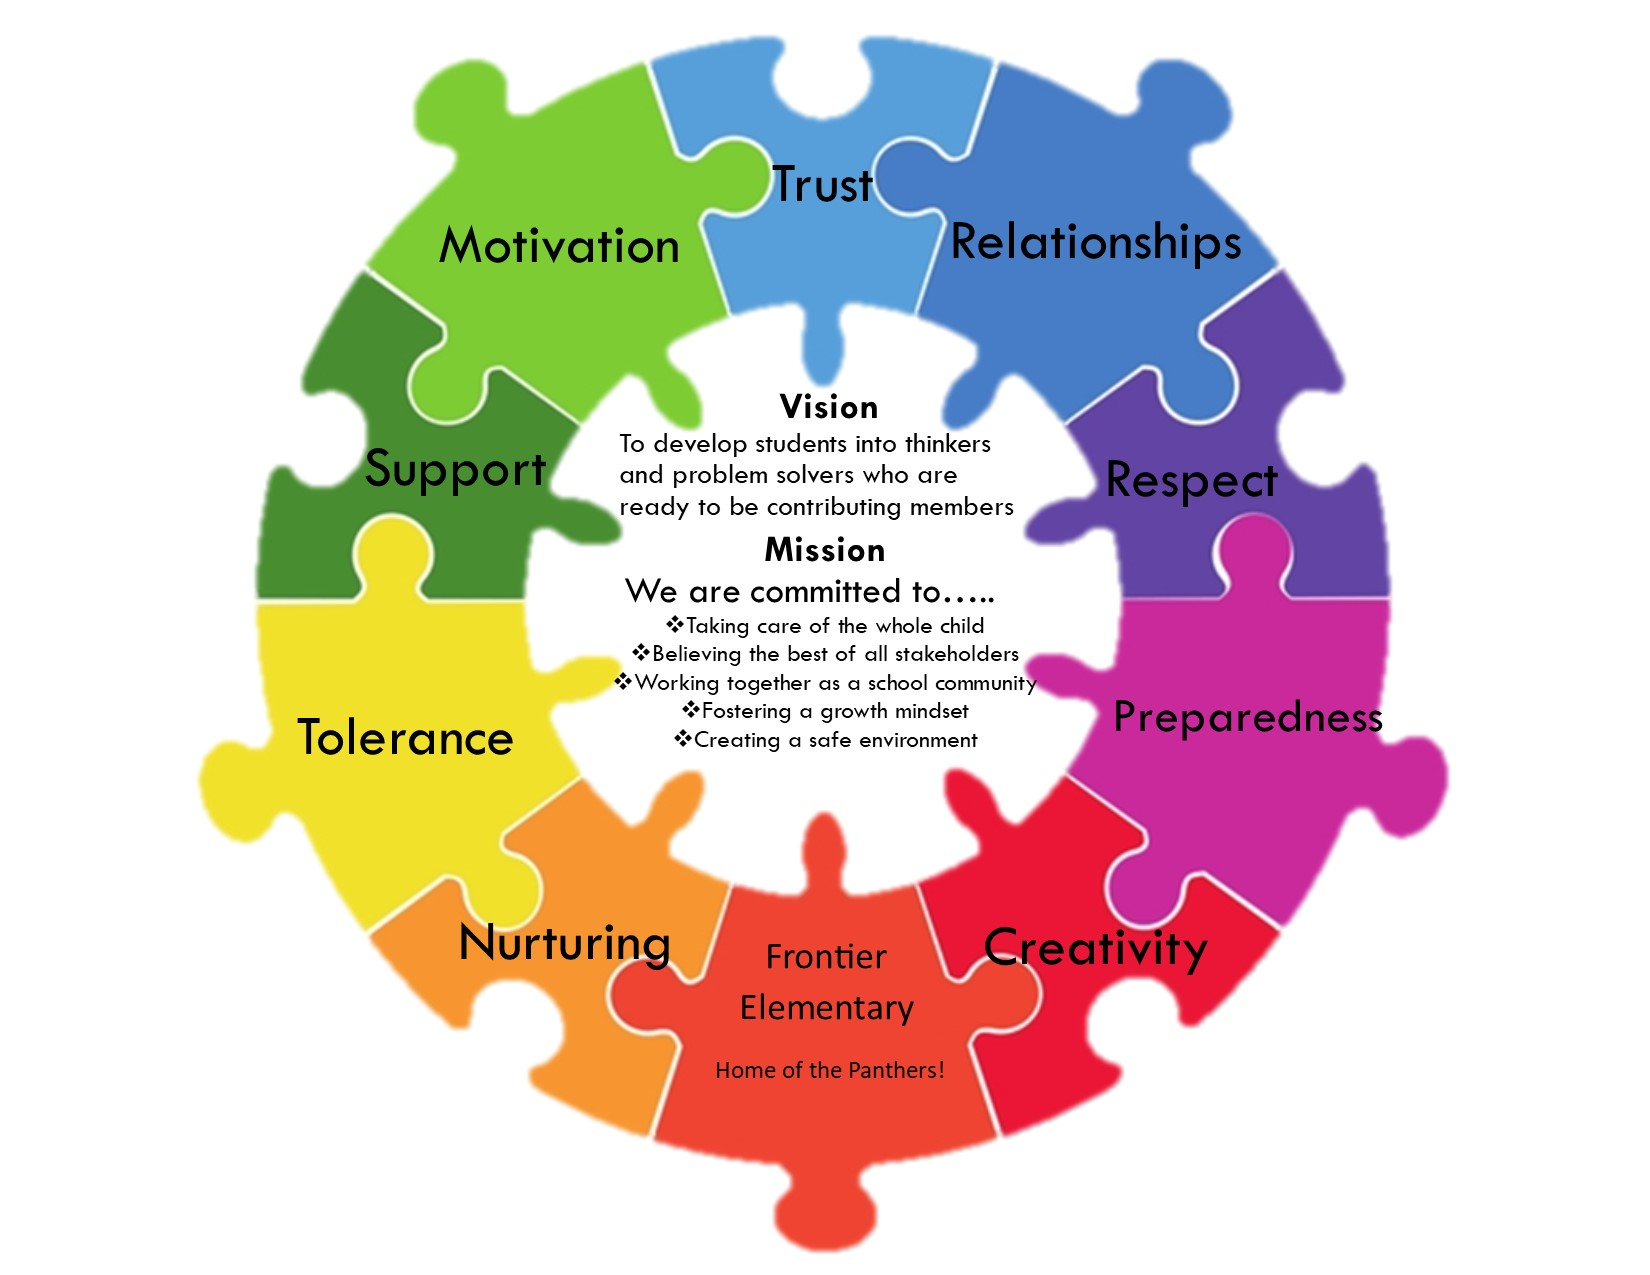 Trust
Motivation
Relationships
Support
Respect
Vision
To develop students into thinkers
and problem solvers who are
ready to be contributing members
Mission
We are committed to…..
❖Taking care of the whole child
❖Believing the best of all stakeholders
❖Working together as a school community
❖Fostering a growth mindset
❖Creating a safe environment
Tolerance
Preparedness
Nurturing
Creativity
Frontier
Elementary
Home of the Panthers!